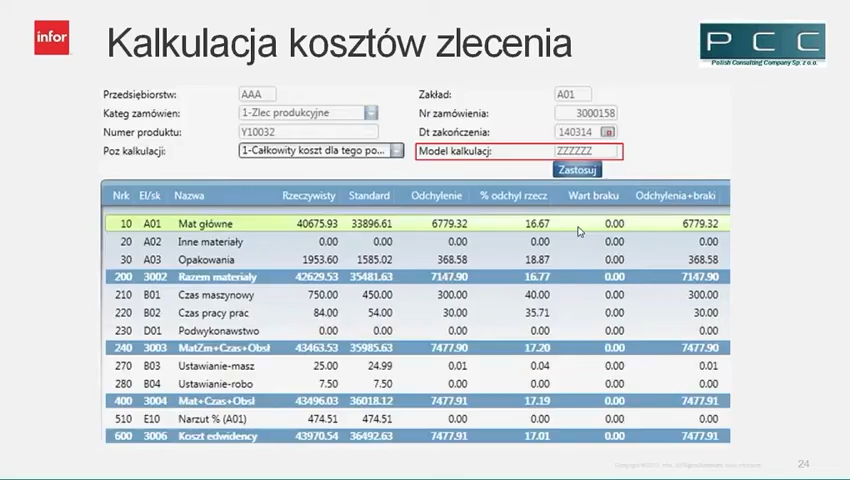 infor
Kalkulacja kosztów zlecenia
PCC
Polish Consulting Company Sp. z o.o.
Przedsiębiorstw: AAA Zakład: A01
Kateg zamówien: 1-Zlec produkcyjne Nr zamówienia: 3000158
Numer produktu: Y10032 Dt zakończenia: 140314
Poz kalkulacji: 1-Całkowity koszt dla tego po... Model kalkulacj: ZZZZZZ
Zastosuj
Nrk El/sk Nazwa Rzeczywisty Standard Odchylenie % odchyl rzecz Wart braku Odchylenia+braki
10 A01 Mat główne 40675.93 33896.61 6779.32 16.67 0.00 6779.32
20 A02 Inne materiały 0.00 0.00 0.00 0.00 0.00 0.00
30 A03 Opakowania 1953.60 1585.02 368.58 18.87 0.00 368.58
200 3002 Razem materiały 42629.53 35481.63 7147.90 16.77 0.00 7147.90
210 B01 Czas maszynowy 750.00 450.00 300.00 40.00 0.00 300.00
220 B02 Czas pracy prac 84.00 54.00 30.00 35.71 0.00 30.00
230 D01 Podwykonawstwo 0.00 0.00 0.00 0.00 0.00 0.00
240 3003 MatZm+Czas+Obsł 43463.53 35985.63 7477.90 17.20 0.00 7477.90
270 B03 Ustawianie-masz 25.00 24.99 0.01 0.04 0.00 0.01
280 B04 Ustawianie-robo 7.50 7.50 0.00 0.00 0.00 0.00
400 3004 Mat+Czas+Obsł 43496.03 36018.12 7477.91 17.19 0.00 7477.91
510 E10 Narzut % (A01) 474.51 474.51 0.00 0.00 0.00 0.00
600 3006 Koszt edwidency 43970.54 36492.63 7477.91 17.01 0.00 7477.91
24